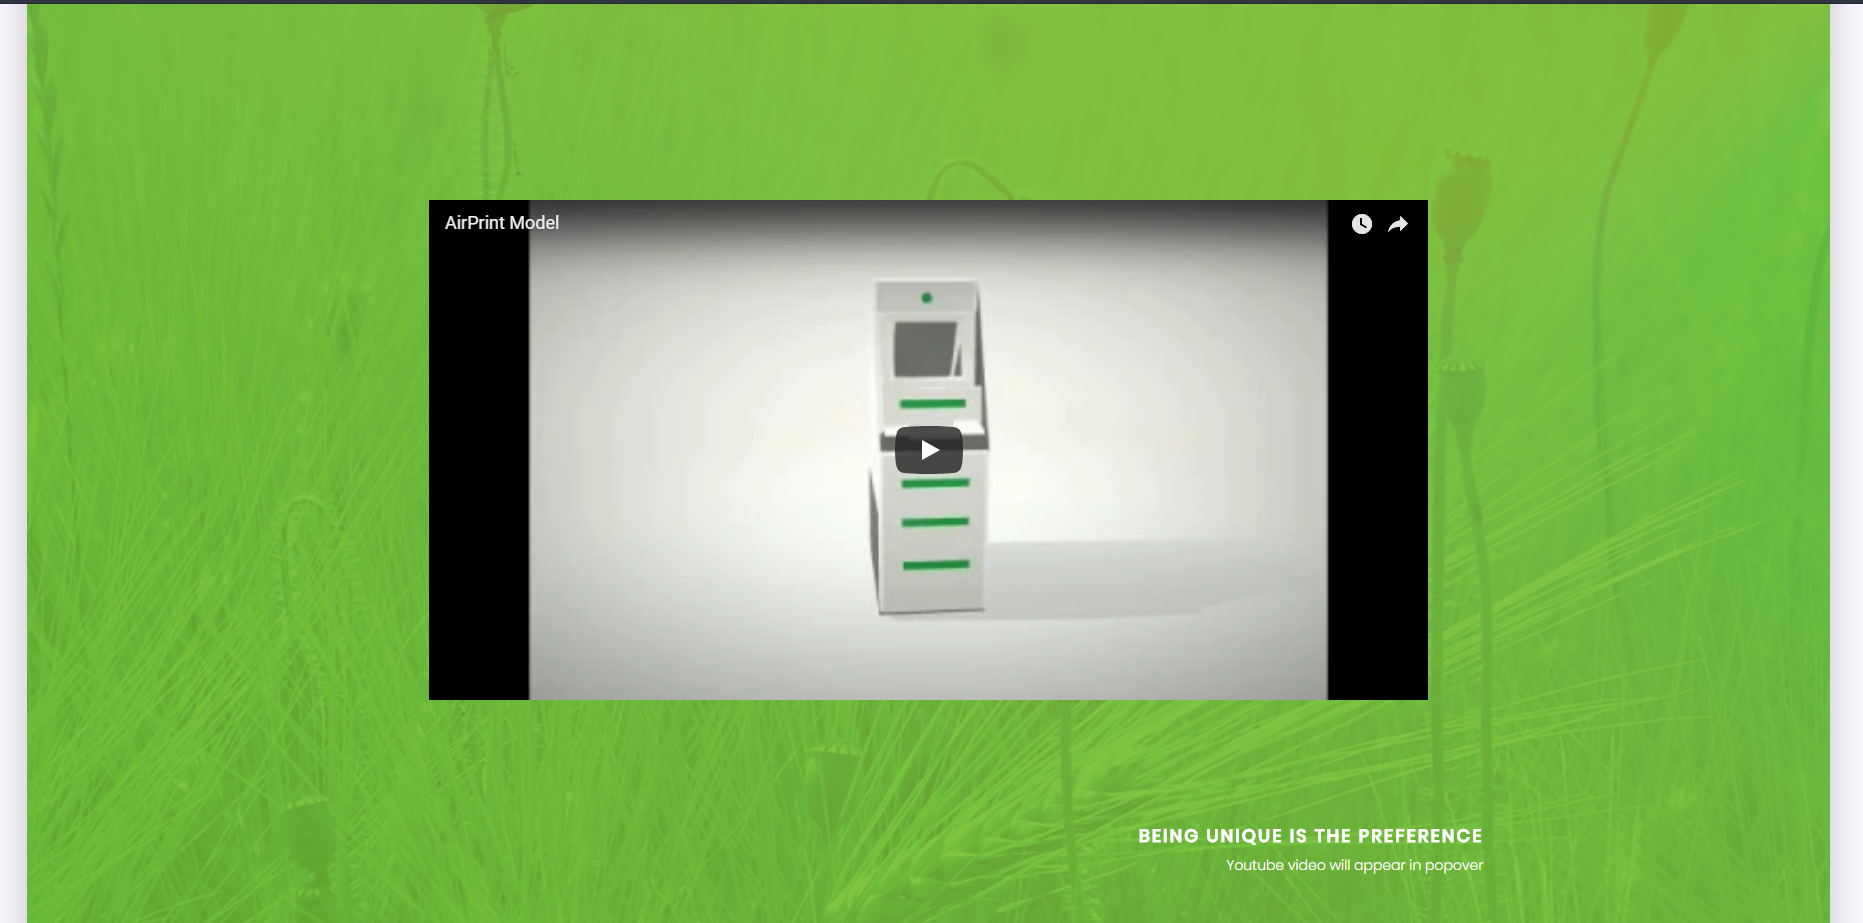 AirPrint Model
BEING UNIQUE IS THE PREFERENCE
Youtube video will appear in popover